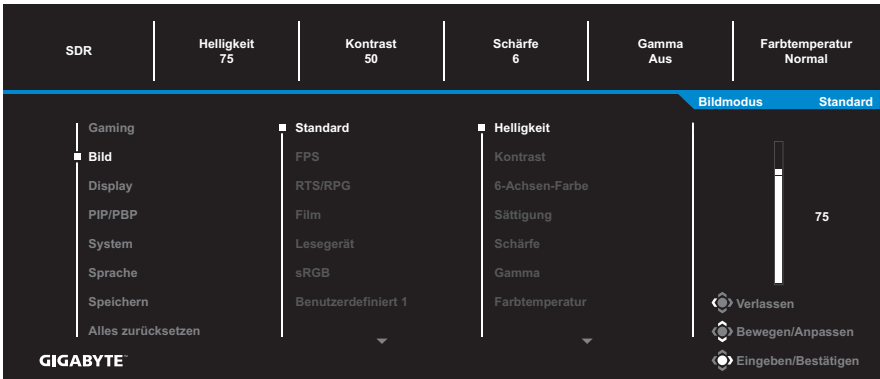 SDR
Helligkeit
75
Kontrast
50
Schärfe
6
Gamma
Aus
Farbtemperatur
Normal
Bildmodus Standard
Gaming
Bild
Display
PIP/PBP
System
Sprache
Speichern
Alles zurücksetzen
Standard
FPS
RTS/RPG
Film
Lesegerät
sRGB
Benutzerdefiniert 1
Helligkeit
Kontrast
6-Achsen-Farbe
Sättigung
Schärfe
Gamma
Farbtemperatur
75
Verlassen
Bewegen/Anpassen
Eingeben/Bestätigen
GIGABYTE™